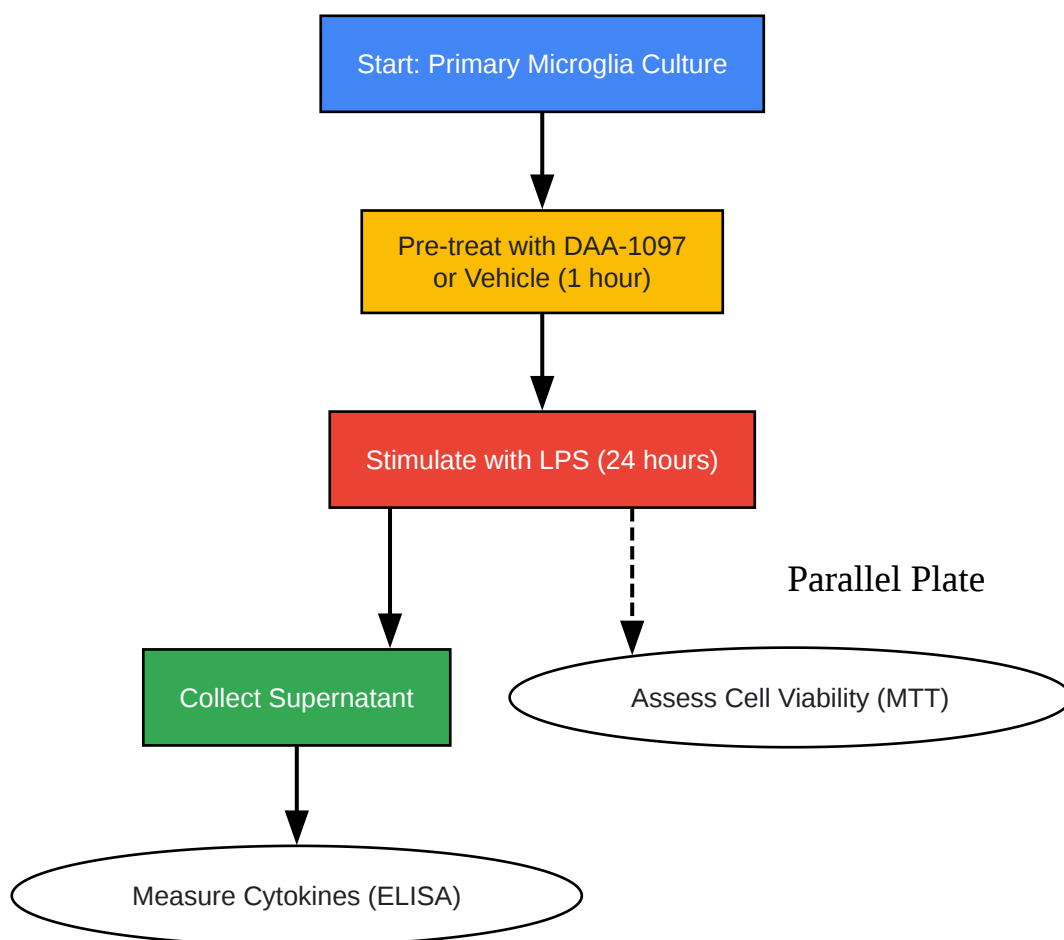 Start: Primary Microglia Culture
Pre-treat with DAA-1097
or Vehicle (1 hour)
Stimulate with LPS (24 hours)
Parallel Plate
Collect Supernatant
Assess Cell Viability (MTT)
Measure Cytokines (ELISA)